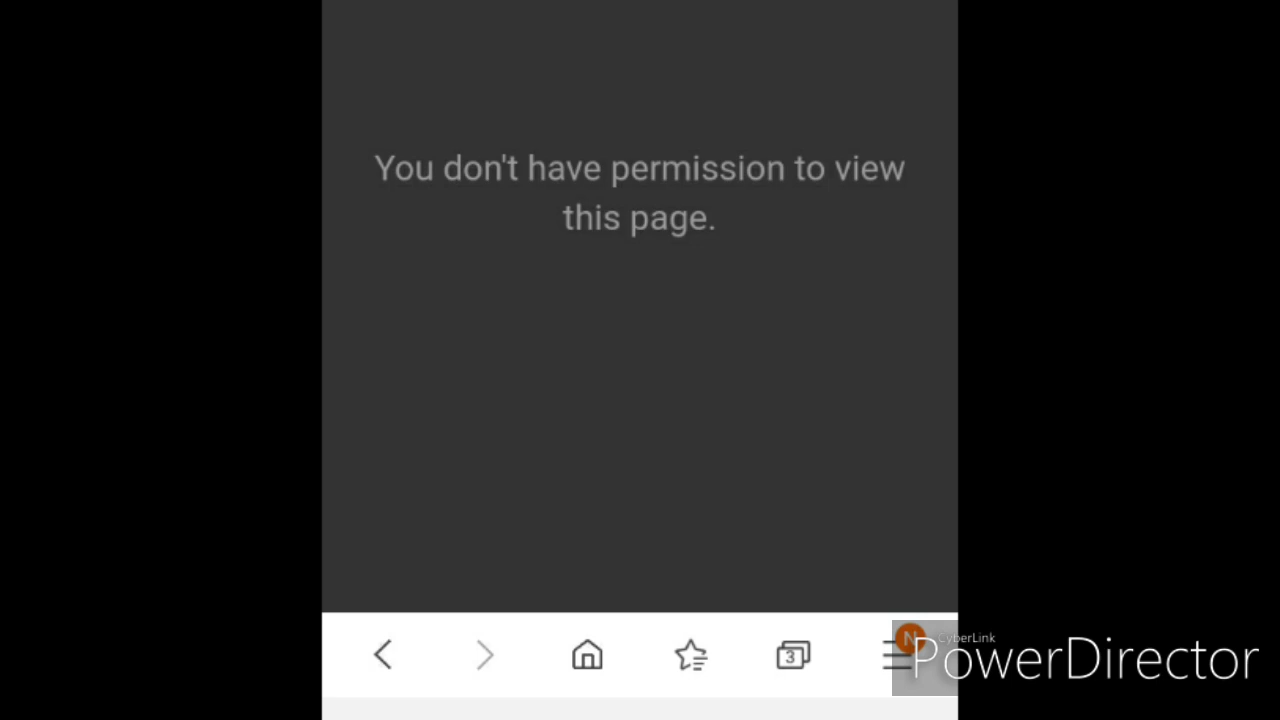 You don't have permission to view
this page.
3
N
CyberLink
PowerDirector